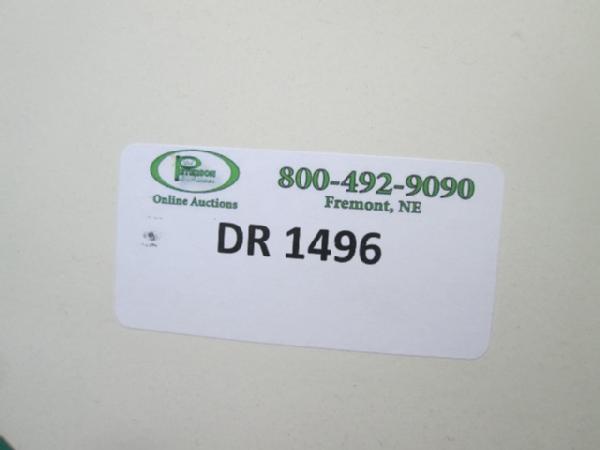 800-492-9090
Online Auctions
Fremont, NE
DR 1496